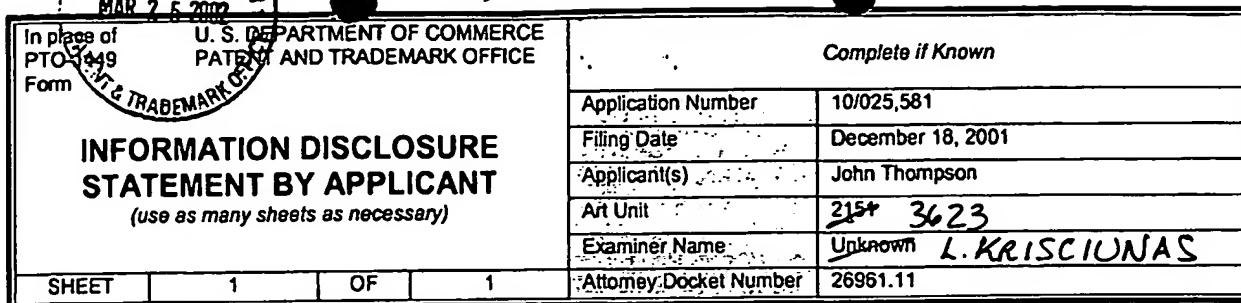 MAR 25 2002
In place of U. S. DEPARTMENT OF COMMERCE
PTO-1449 PATENT AND TRADEMARK OFFICE
Form
& TRADEMARK
Complete if Known
INFORMATION DISCLOSURE
STATEMENT BY APPLICANT
(use as many sheets as necessary)
Application Number 10/025,581
Filing Date December 18, 2001
Applicant(s) John Thompson
Art Unit 2151 3623
Examiner Name Unknown L. KRISCIUNAS
SHEET 1 OF 1 Attorney Docket Number 26961.11